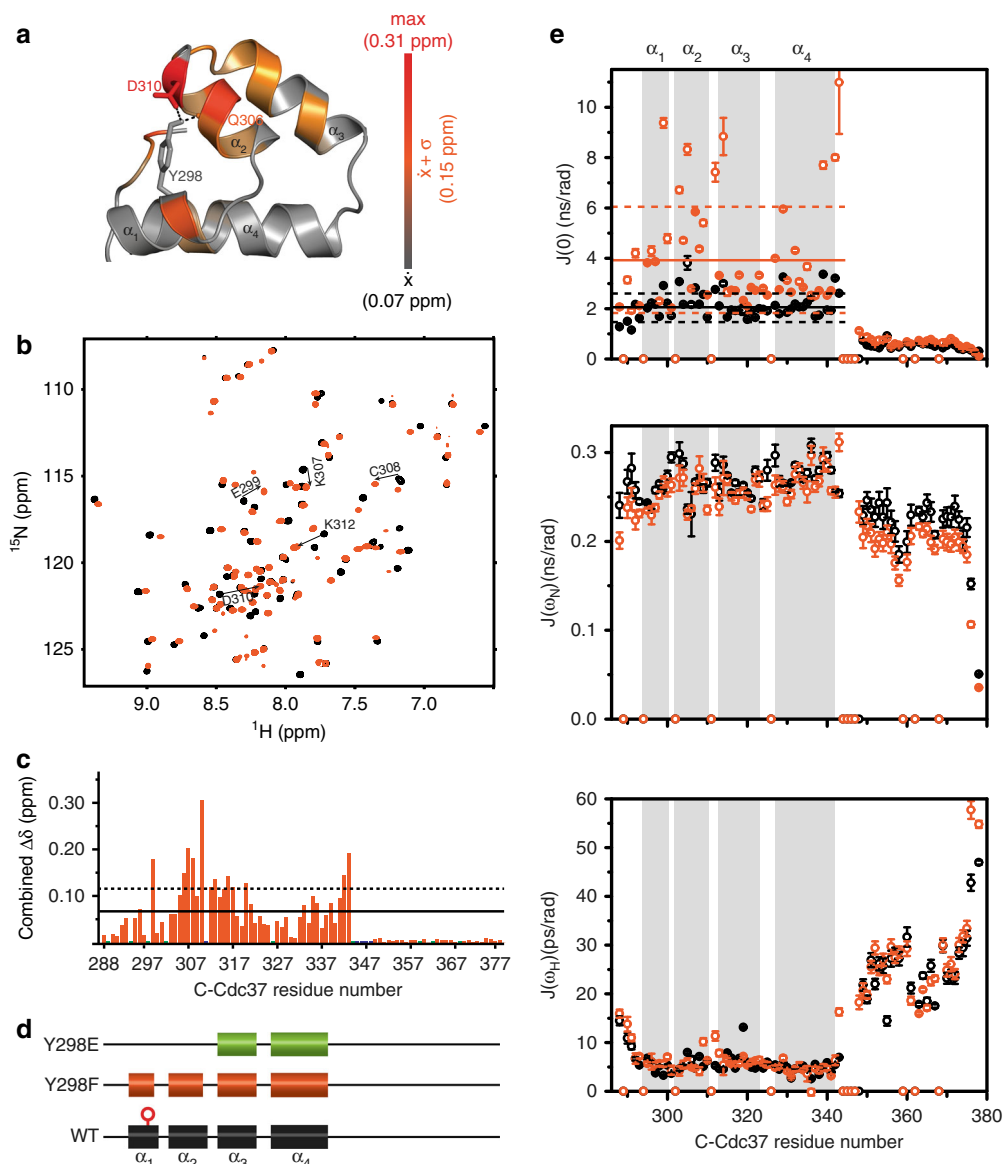 a
max
(0.31 ppm)
D310
Q306
α2
α3
Y298
α1
α4
ẋ + σ
(0.15 ppm)
ẋ
(0.07 ppm)
b
110
115
120
125
15N (ppm)
E299
K307
C308
K312
D310
9.0 8.5 8.0 7.5 7.0
1H (ppm)
c
Combined Δδ (ppm)
0.30
0.20
0.10
288 297 307 317 327 337 347 357 367 377
C-Cdc37 residue number
d
Y298E
Y298F
WT
α1 α2 α3 α4
e
α1 α2 α3 α4
J(0) (ns/rad)
10
8
6
4
2
0
J(ωN)(ns/rad)
0.3
0.2
0.1
0.0
J(ωH)(ps/rad)
60
50
40
30
20
10
0
300 320 340 360 380
C-Cdc37 residue number